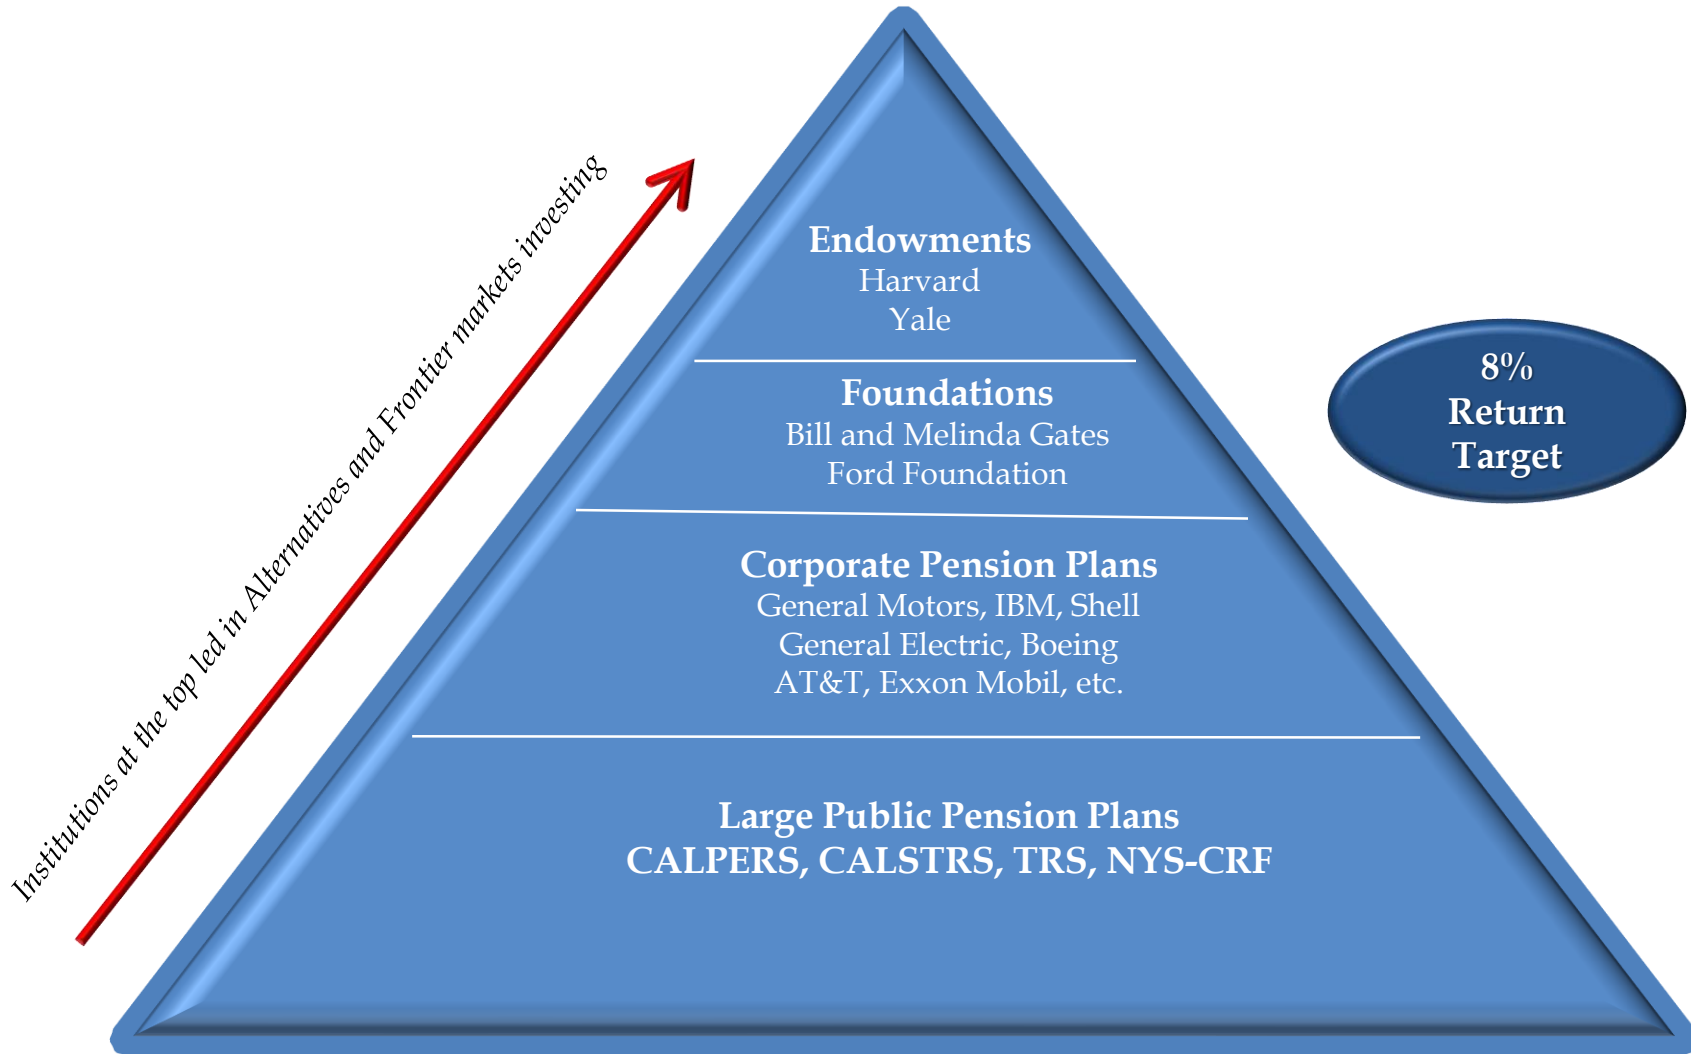 Institutions at the top led in Alternatives and Frontier markets investing
Endowments
Harvard
Yale
Foundations
Bill and Melinda Gates
Ford Foundation
Corporate Pension Plans
General Motors, IBM, Shell
General Electric, Boeing
AT&T, Exxon Mobil, etc.
Large Public Pension Plans
CALPERS, CALSTRS, TRS, NYS-CRF
8%
Return
Target